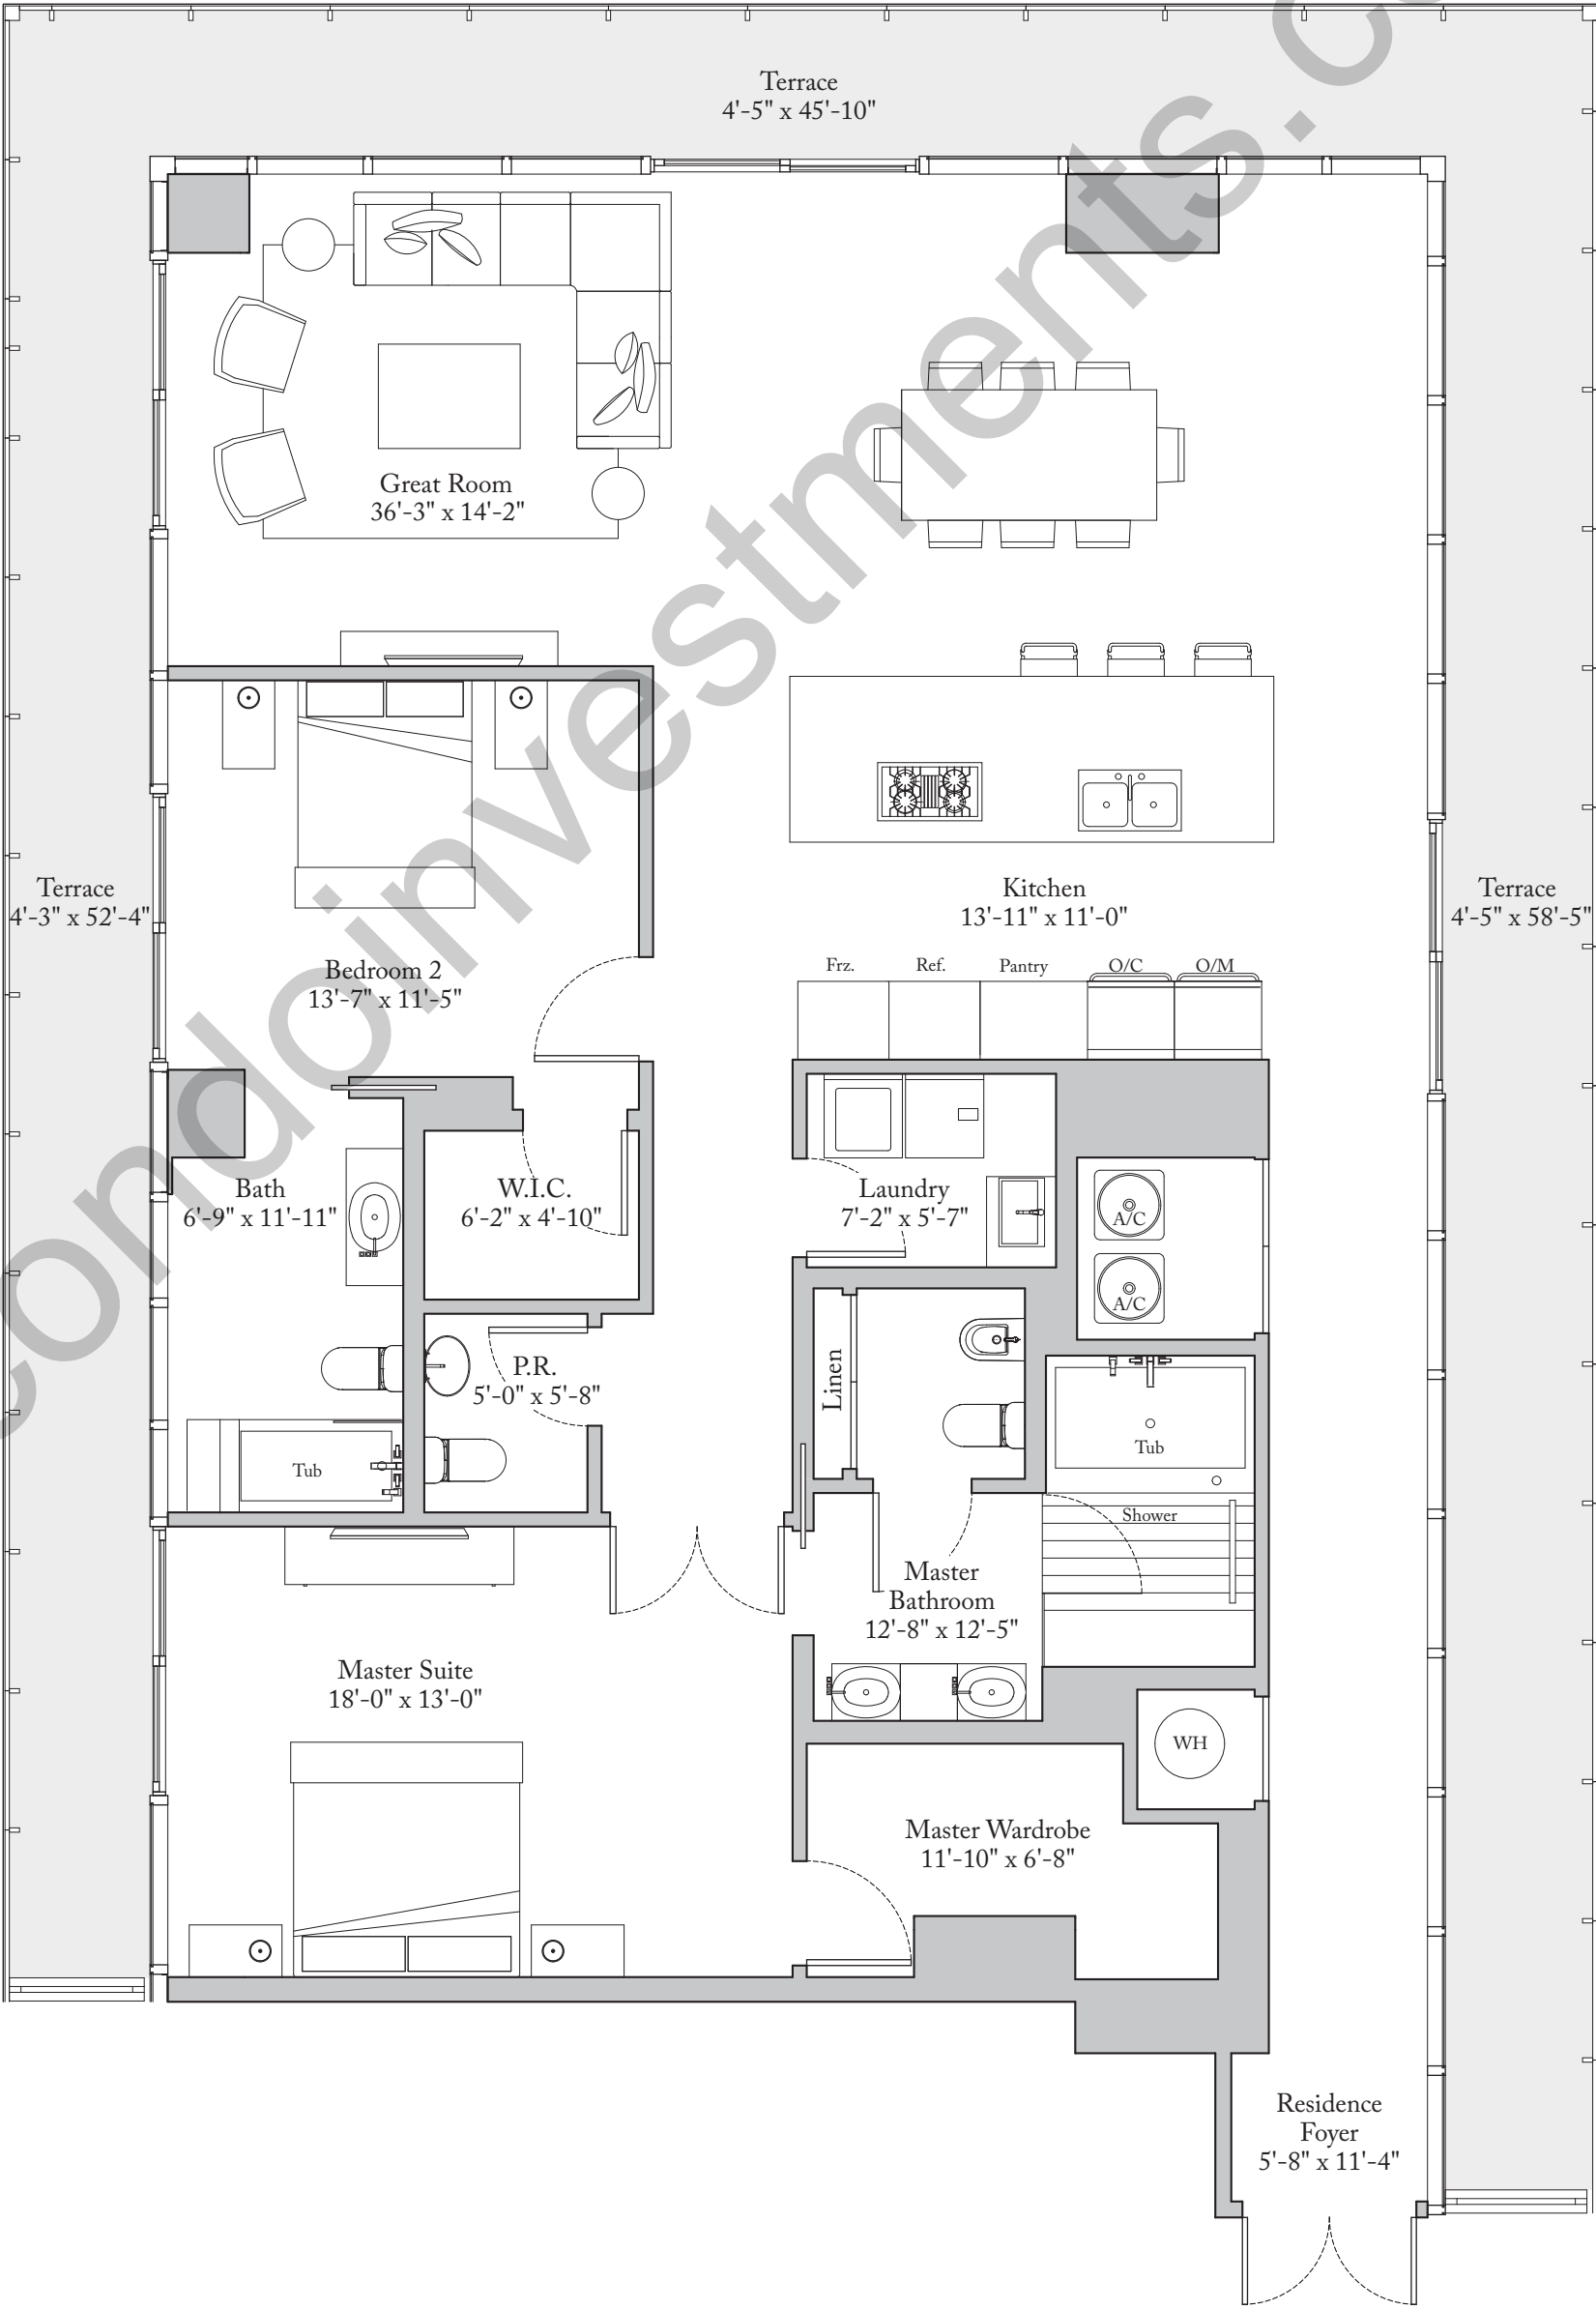 Terrace
4'-5" x 45'-10"
Great Room
36'-3" x 14'-2"
Terrace
4'-3" x 52'-4"
Kitchen
13'-11" x 11'-0"
Terrace
4'-5" x 58'-5"
Frz.
Ref.
Pantry
O/C
O/M
Bedroom 2
13'-7" x 11'-5"
Bath
6'-9" x 11'-11"
W.I.C.
6'-2" x 4'-10"
Laundry
7'-2" x 5'-7"
A/C
A/C
P.R.
5'-0" x 5'-8"
Linen
Tub
Tub
Shower
Master
Bathroom
12'-8" x 12'-5"
Master Suite
18'-0" x 13'-0"
WH
Master Wardrobe
11'-10" x 6'-8"
Residence
Foyer
5'-8" x 11'-4"
condoinvestments.c